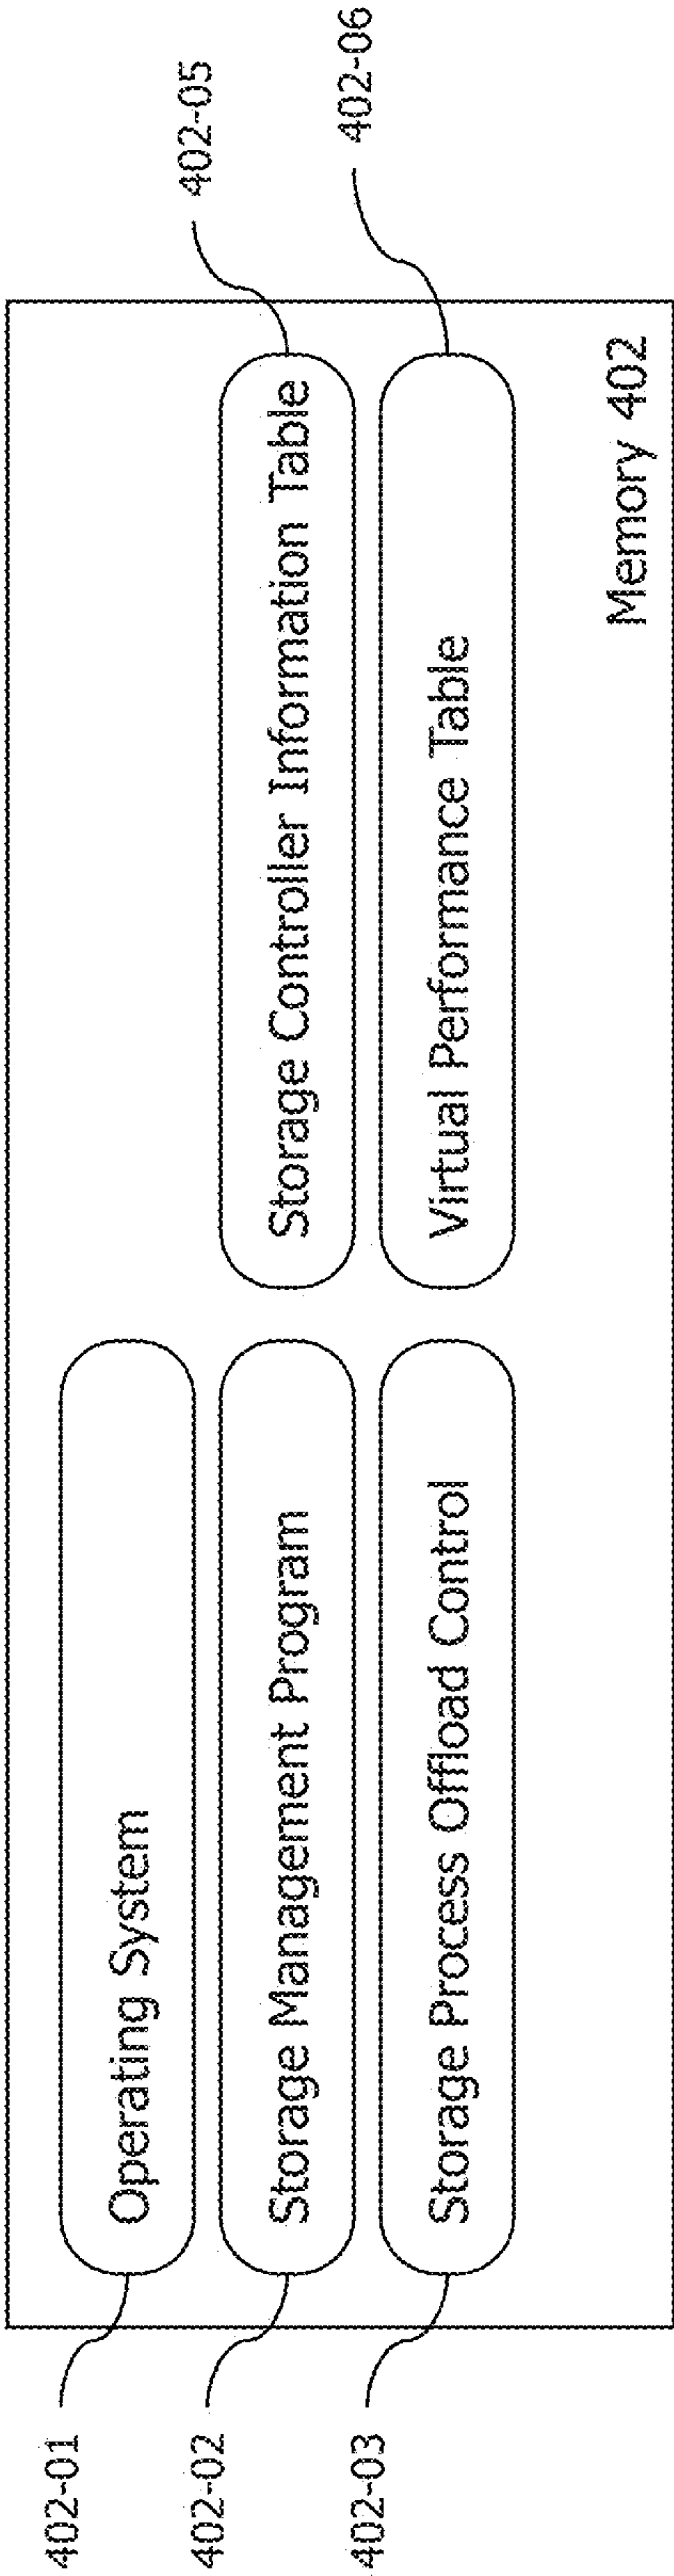 402-01
Operating System
402-02
Storage Management Program
Storage Controller Information Table
402-05
402-03
Storage Process Offload Control
Virtual Performance Table
402-06
Memory 402